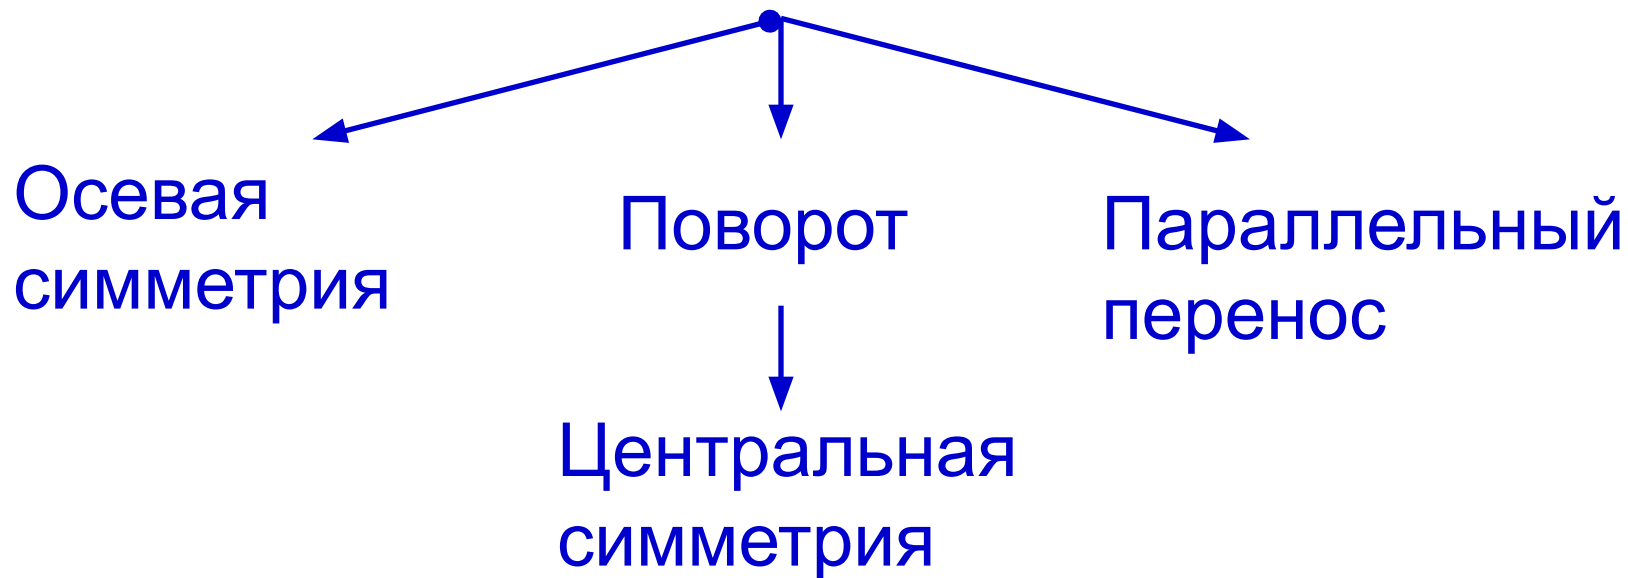 Осевая
симметрия
Поворот
Параллельный
перенос
Центральная
симметрия